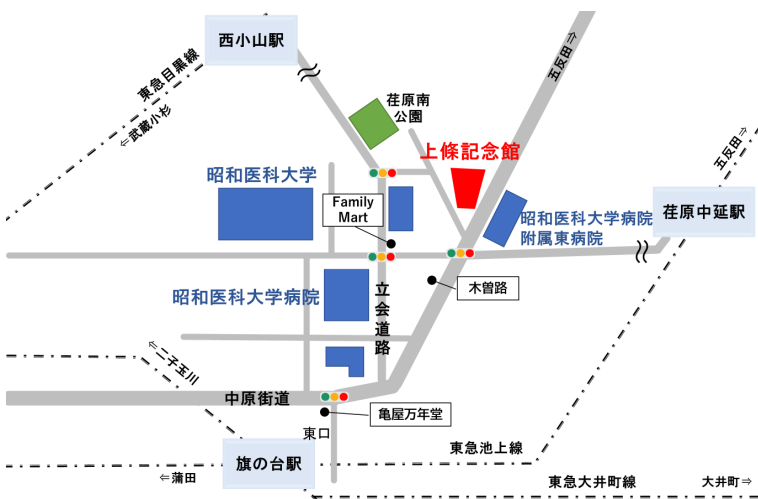 西小山駅
東急目黒線
⇐武蔵小杉
五反田⇒
荏原南
公園
上條記念館
五反田⇒
昭和医科大学
Family
Mart
荏原中延駅
昭和医科大学病院
附属東病院
昭和医科大学病院
立会道路
木曽路
⇐二子玉川
中原街道
亀屋万年堂
東口
旗の台駅
東急池上線
⇐蒲田
東急大井町線
大井町⇒